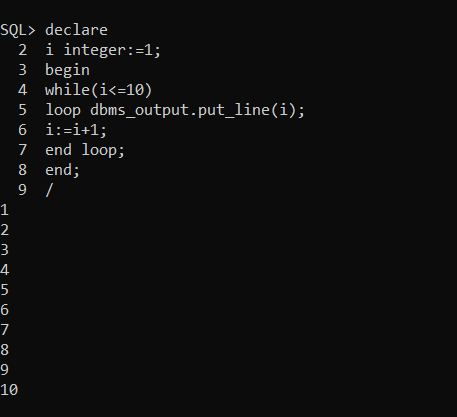 SQL> declare
  2  i integer:=1;
  3  begin
  4  while(i<=10)
  5  loop dbms_output.put_line(i);
  6  i:=i+1;
  7  end loop;
  8  end;
  9  /
1
2
3
4
5
6
7
8
9
10